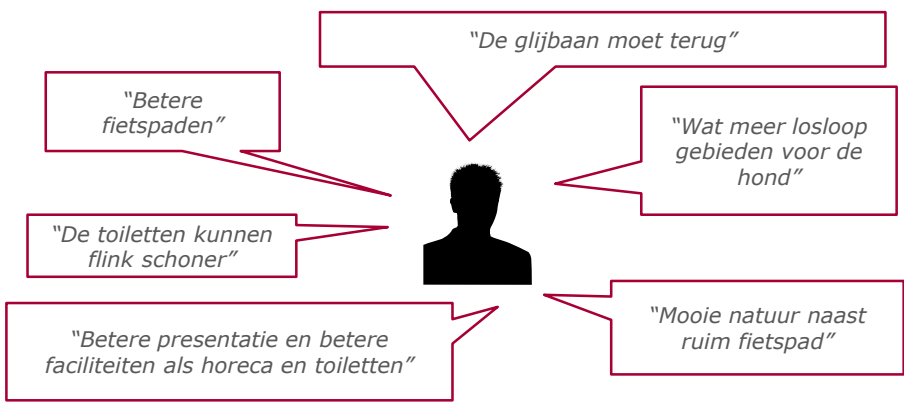 “De glijbaan moet terug”
“Betere
fietspaden”
“Wat meer losloop
gebieden voor de
hond”
“De toiletten kunnen
flink schoner”
“Mooie natuur naast
ruim fietspad”
“Betere presentatie en betere
faciliteiten als horeca en toiletten”